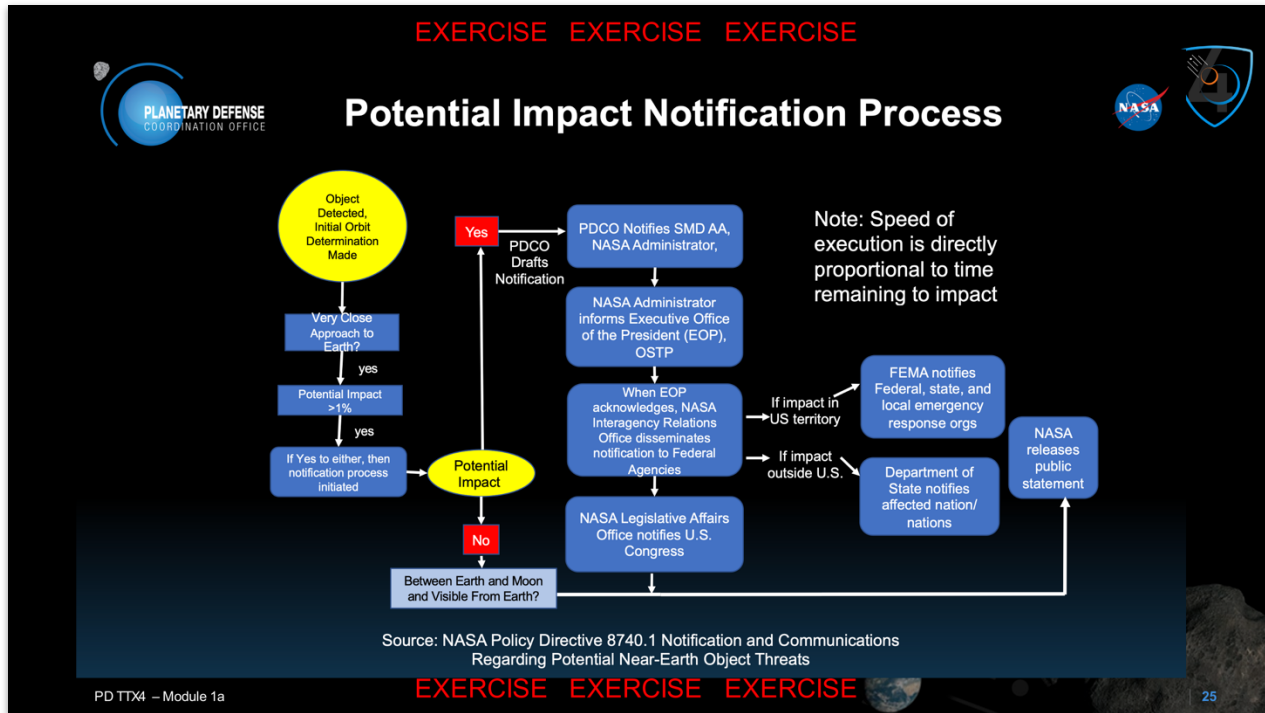 EXERCISE EXERCISE EXERCISE
PLANETARY DEFENSE
COORDINATION OFFICE
Potential Impact Notification Process
NASA
4
Object
Detected,
Initial Orbit
Determination
Made
Very Close
Approach to
Earth?
yes
Potential Impact
>1%
yes
If Yes to either, then
notification process
initiated
Potential
Impact
Yes
PDCO
Drafts
Notification
No
Between Earth and Moon
and Visible From Earth?
PDCO Notifies SMD AA,
NASA Administrator,
NASA Administrator
informs Executive Office
of the President (EOP),
OSTP
When EOP
acknowledges, NASA
Interagency Relations
Office disseminates
notification to Federal
Agencies
NASA Legislative Affairs
Office notifies U.S.
Congress
If impact in
US territory
If impact
outside U.S.
FEMA notifies
Federal, state, and
local emergency
response orgs
Department of
State notifies
affected nation/
nations
NASA
releases
public
statement
Note: Speed of
execution is directly
proportional to time
remaining to impact
Source: NASA Policy Directive 8740.1 Notification and Communications
Regarding Potential Near-Earth Object Threats
PD TTX4 – Module 1a
EXERCISE EXERCISE EXERCISE
25